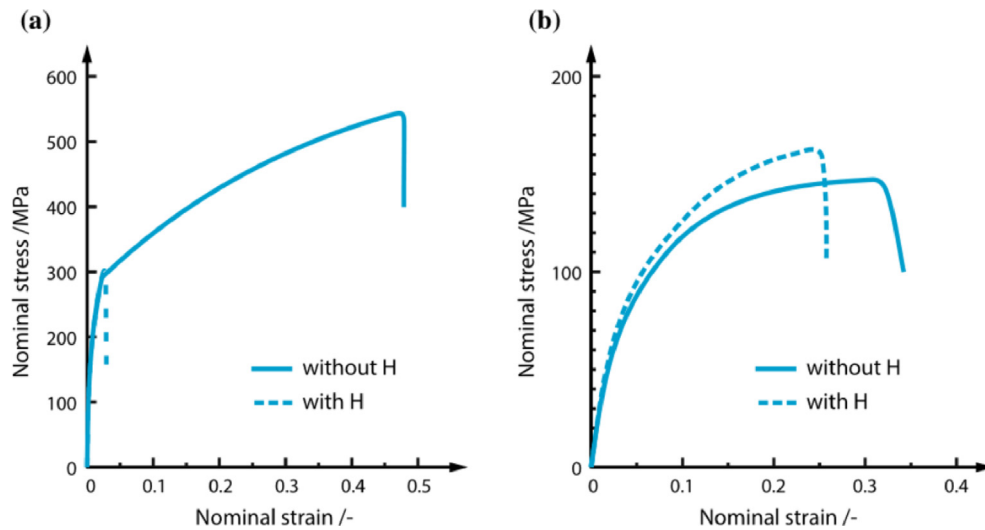 (a)
600
500
400
300
200
100
0
Nominal stress /MPa
without H
with H
0 0.1 0.2 0.3 0.4 0.5
Nominal strain /-
(b)
200
100
0
Nominal stress /MPa
without H
with H
0 0.1 0.2 0.3 0.4
Nominal strain /-